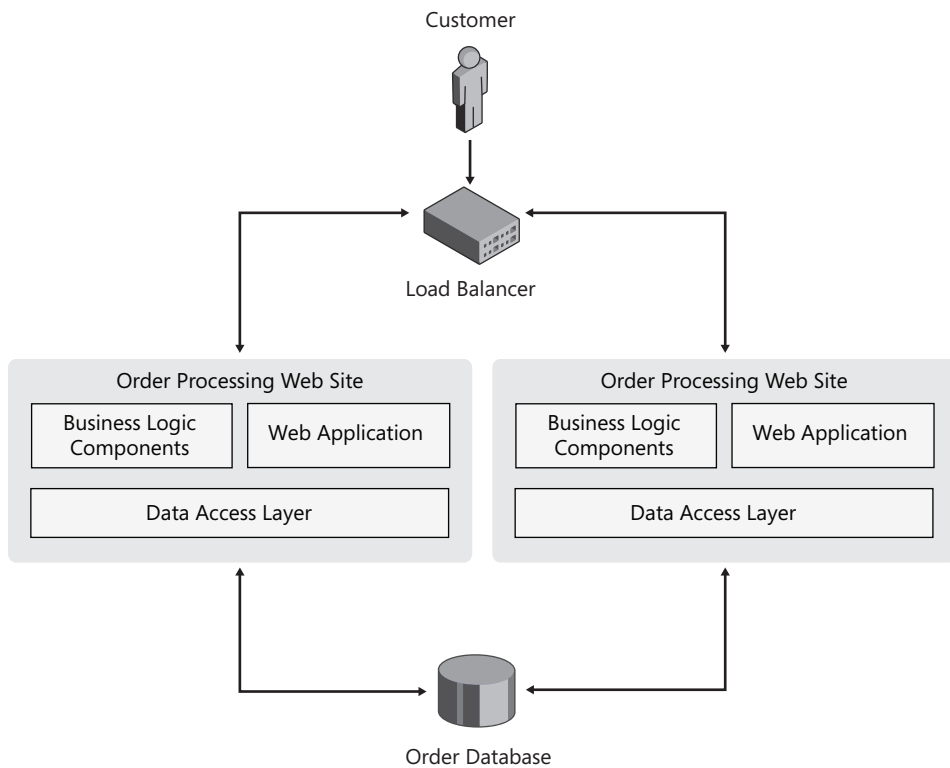 Customer
Load Balancer
Order Processing Web Site
Business Logic
Components
Web Application
Data Access Layer
Order Processing Web Site
Business Logic
Components
Web Application
Data Access Layer
Order Database